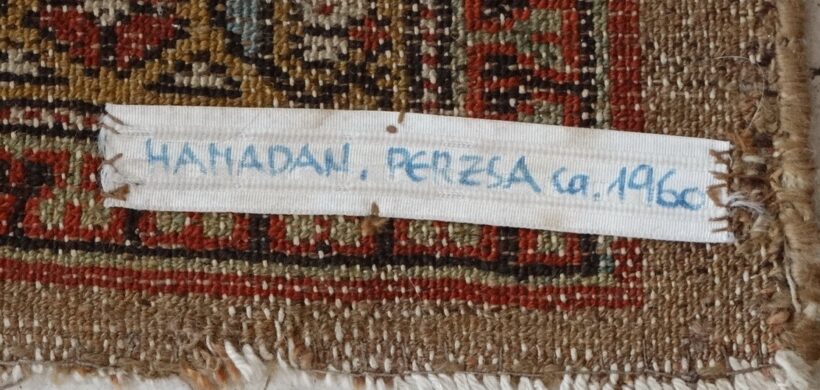 HAMADAN, PERZSA ca. 1960